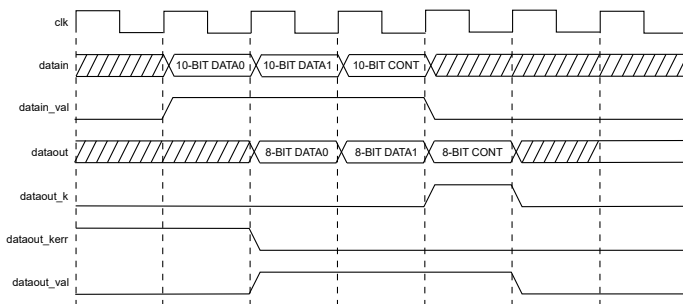 clk
datain 10-BIT DATA0 10-BIT DATA1 10-BIT CONT
datain_val
dataout 8-BIT DATA0 8-BIT DATA1 8-BIT CONT
dataout_k
dataout_kerr
dataout_val